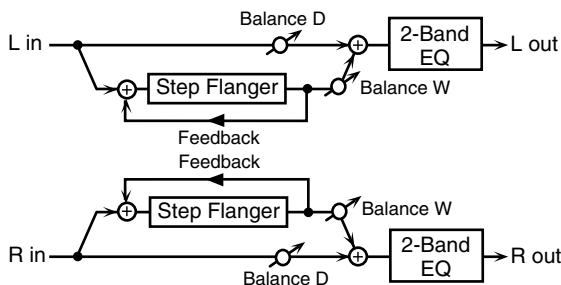 Balance D
L in
2-Band
EQ
L out
Step Flanger
Balance W
Feedback
Feedback
Step Flanger
Balance W
R in
2-Band
EQ
R out
Balance D